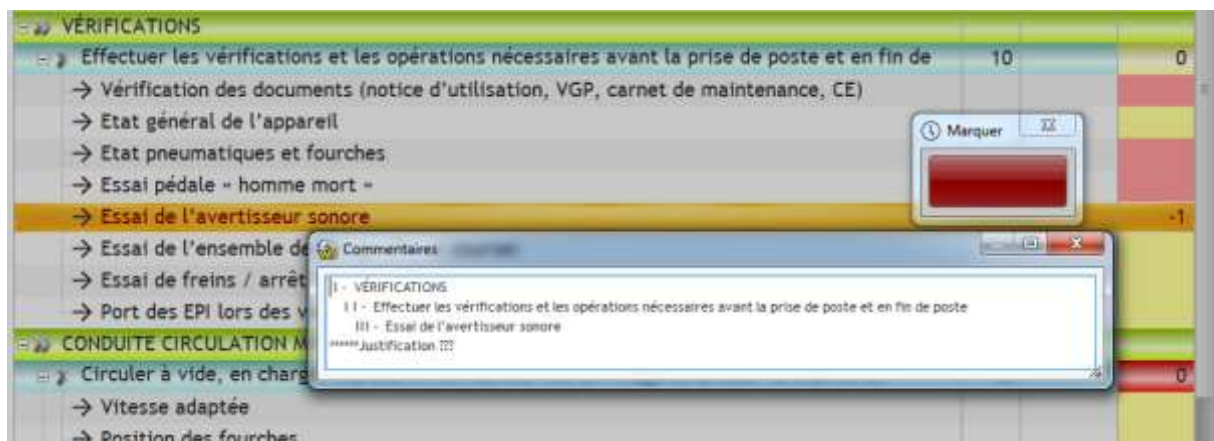 VÉRIFICATIONS
Effectuer les vérifications et les opérations nécessaires avant la prise de poste et en fin de 10 0
→ Vérification des documents (notice d'utilisation, VGP, carnet de maintenance, CE)
→ Etat général de l'appareil
Marquer
→ Etat pneumatiques et fourches
→ Essai pédale « homme mort »
→ Essai de l'avertisseur sonore -1
→ Essai de l'ensemble de
Commentaires
→ Essai de freins / arrêt
I - VÉRIFICATIONS
I I - Effectuer les vérifications et les opérations nécessaires avant la prise de poste et en fin de poste
→ Port des EPI lors des v
III - Essai de l'avertisseur sonore
******Justification ???
CONDUITE CIRCULATION M
Circuler à vide, en charg 0
→ Vitesse adaptée
→ Position des fourches